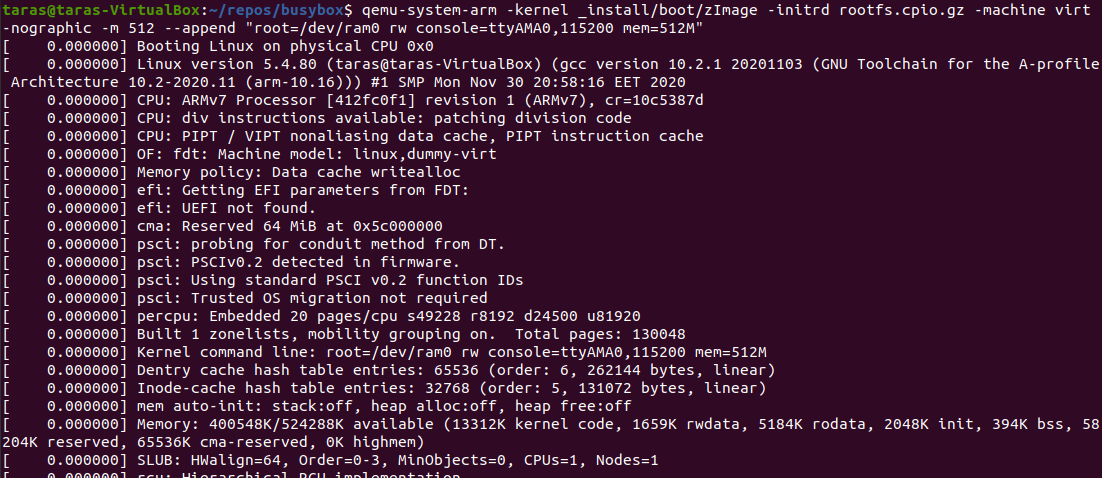 taras@taras-VirtualBox:~/repos/busybox$ qemu-system-arm -kernel _install/boot/zImage -initrd rootfs.cpio.gz -machine virt
-nographic -m 512 --append "root=/dev/ram0 rw console=ttyAMA0,115200 mem=512M"
[    0.000000] Booting Linux on physical CPU 0x0
[    0.000000] Linux version 5.4.80 (taras@taras-VirtualBox) (gcc version 10.2.1 20201103 (GNU Toolchain for the A-profile
Architecture 10.2-2020.11 (arm-10.16))) #1 SMP Mon Nov 30 20:58:16 EET 2020
[    0.000000] CPU: ARMv7 Processor [412fc0f1] revision 1 (ARMv7), cr=10c5387d
[    0.000000] CPU: div instructions available: patching division code
[    0.000000] CPU: PIPT / VIPT nonaliasing data cache, PIPT instruction cache
[    0.000000] OF: fdt: Machine model: linux,dummy-virt
[    0.000000] Memory policy: Data cache writealloc
[    0.000000] efi: Getting EFI parameters from FDT:
[    0.000000] efi: UEFI not found.
[    0.000000] cma: Reserved 64 MiB at 0x5c000000
[    0.000000] psci: probing for conduit method from DT.
[    0.000000] psci: PSCIv0.2 detected in firmware.
[    0.000000] psci: Using standard PSCI v0.2 function IDs
[    0.000000] psci: Trusted OS migration not required
[    0.000000] percpu: Embedded 20 pages/cpu s49228 r8192 d24500 u81920
[    0.000000] Built 1 zonelists, mobility grouping on.  Total pages: 130048
[    0.000000] Kernel command line: root=/dev/ram0 rw console=ttyAMA0,115200 mem=512M
[    0.000000] Dentry cache hash table entries: 65536 (order: 6, 262144 bytes, linear)
[    0.000000] Inode-cache hash table entries: 32768 (order: 5, 131072 bytes, linear)
[    0.000000] mem auto-init: stack:off, heap alloc:off, heap free:off
[    0.000000] Memory: 400548K/524288K available (13312K kernel code, 1659K rwdata, 5184K rodata, 2048K init, 394K bss, 58
204K reserved, 65536K cma-reserved, 0K highmem)
[    0.000000] SLUB: HWalign=64, Order=0-3, MinObjects=0, CPUs=1, Nodes=1
[    0.000000] rcu: Hierarchical RCU implementation.